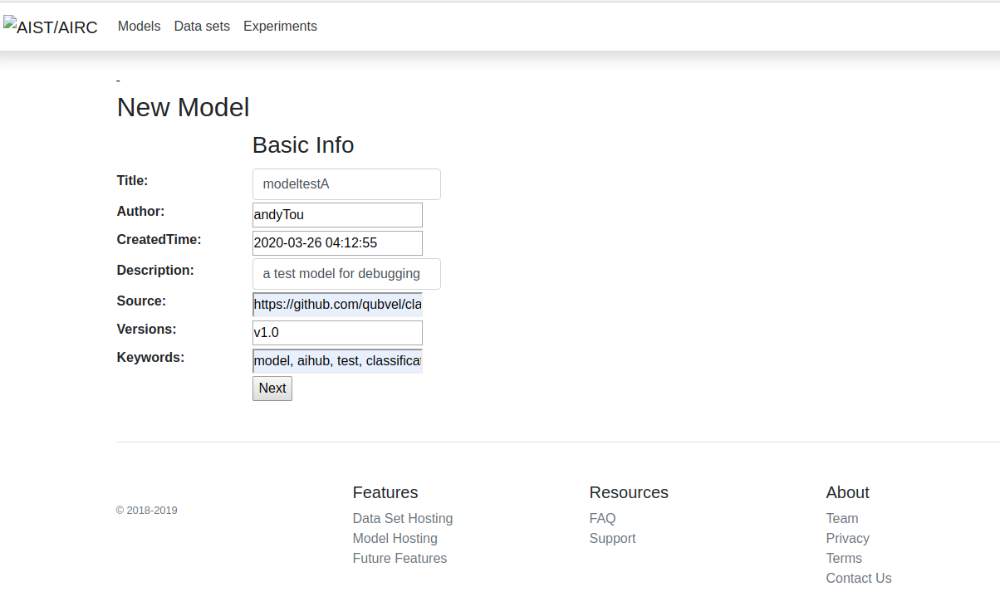 AIST/AIRC Models Data sets Experiments
-
New Model
Basic Info
Title: modeltestA
Author: andyTou
CreatedTime: 2020-03-26 04:12:55
Description: a test model for debugging
Source: https://github.com/qubvel/cla
Versions: v1.0
Keywords: model, aihub, test, classificat
Next
© 2018-2019
Features
Data Set Hosting
Model Hosting
Future Features
Resources
FAQ
Support
About
Team
Privacy
Terms
Contact Us